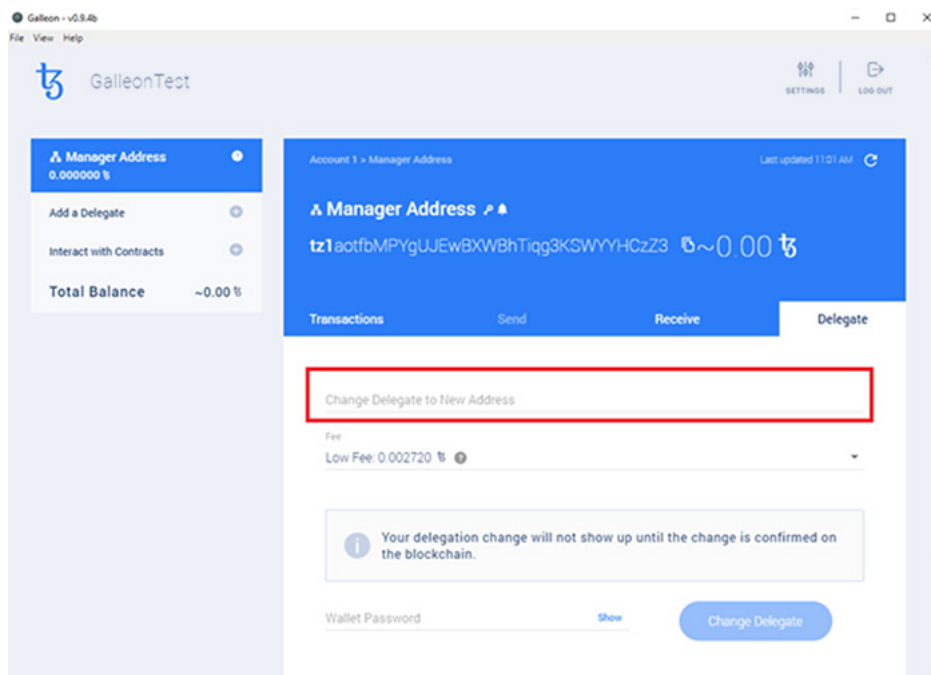 Galleon - v0.9.4b
File View Help
GalleonTest
SETTINGS
LOG OUT
Manager Address
0.000000 ꜩ
Add a Delegate
Interact with Contracts
Total Balance ~0.00 ꜩ
Account 1 > Manager Address
Last updated 11:01 AM
Manager Address
tz1aotfbMPYgUJEwBXWBhTiqg3KSWYYHCzZ3 ~0.00 ꜩ
Transactions Send Receive Delegate
Change Delegate to New Address
Fee
Low Fee: 0.002720 ꜩ
Your delegation change will not show up until the change is confirmed on
the blockchain.
Wallet Password Show
Change Delegate